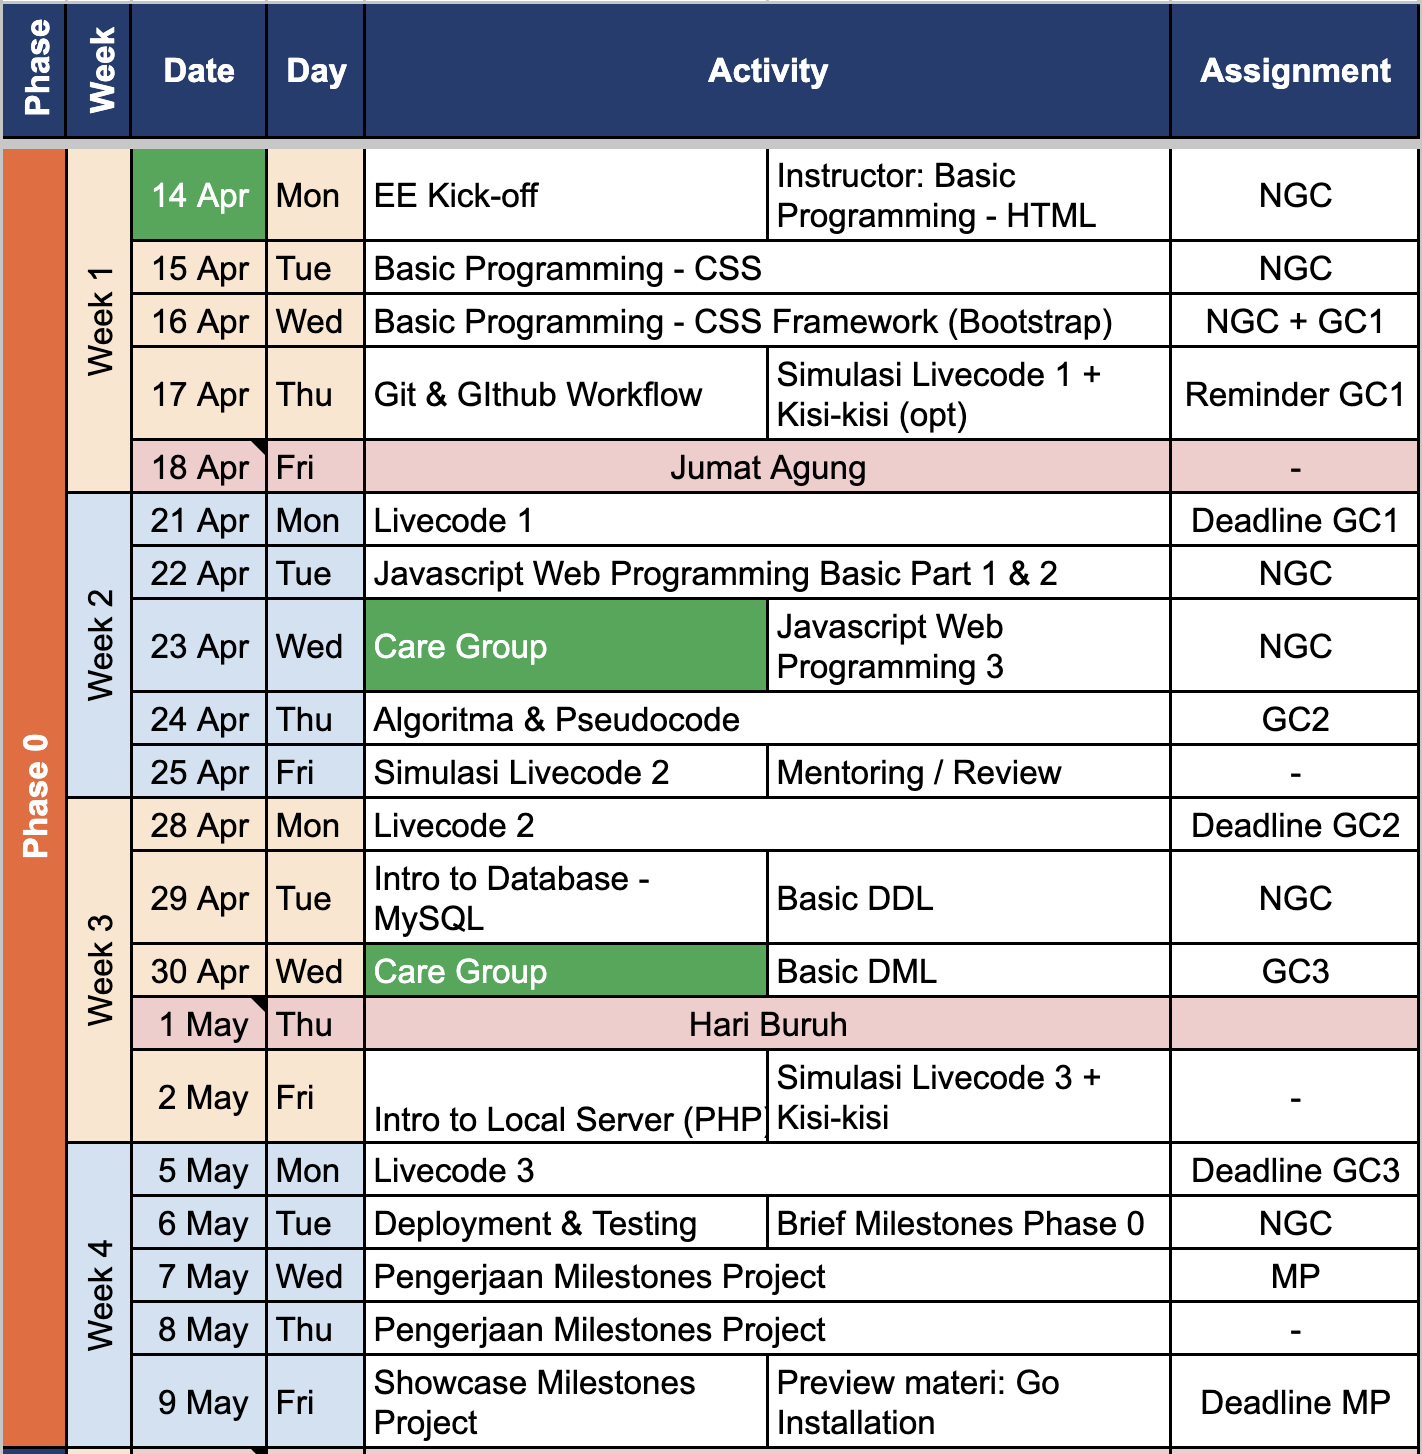 Phase Week Date Day Activity Assignment
Phase 0
Week 1
14 Apr Mon EE Kick-off Instructor: Basic
Programming - HTML NGC
15 Apr Tue Basic Programming - CSS NGC
16 Apr Wed Basic Programming - CSS Framework (Bootstrap) NGC + GC1
17 Apr Thu Git & GIthub Workflow Simulasi Livecode 1 +
Kisi-kisi (opt) Reminder GC1
18 Apr Fri Jumat Agung -
Week 2
21 Apr Mon Livecode 1 Deadline GC1
22 Apr Tue Javascript Web Programming Basic Part 1 & 2 NGC
23 Apr Wed Care Group Javascript Web
Programming 3 NGC
24 Apr Thu Algoritma & Pseudocode GC2
25 Apr Fri Simulasi Livecode 2 Mentoring / Review -
Week 3
28 Apr Mon Livecode 2 Deadline GC2
29 Apr Tue Intro to Database -
MySQL Basic DDL NGC
30 Apr Wed Care Group Basic DML GC3
1 May Thu Hari Buruh
2 May Fri Intro to Local Server (PHP) Simulasi Livecode 3 +
Kisi-kisi -
Week 4
5 May Mon Livecode 3 Deadline GC3
6 May Tue Deployment & Testing Brief Milestones Phase 0 NGC
7 May Wed Pengerjaan Milestones Project MP
8 May Thu Pengerjaan Milestones Project -
9 May Fri Showcase Milestones
Project Preview materi: Go
Installation Deadline MP